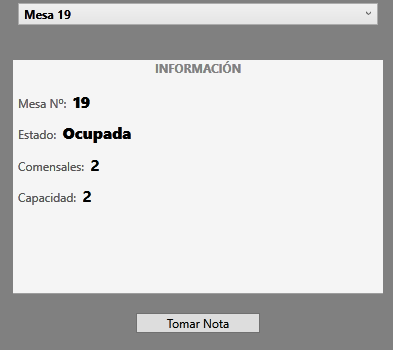 Mesa 19
INFORMACIÓN
Mesa Nº: 19
Estado: Ocupada
Comensales: 2
Capacidad: 2
Tomar Nota